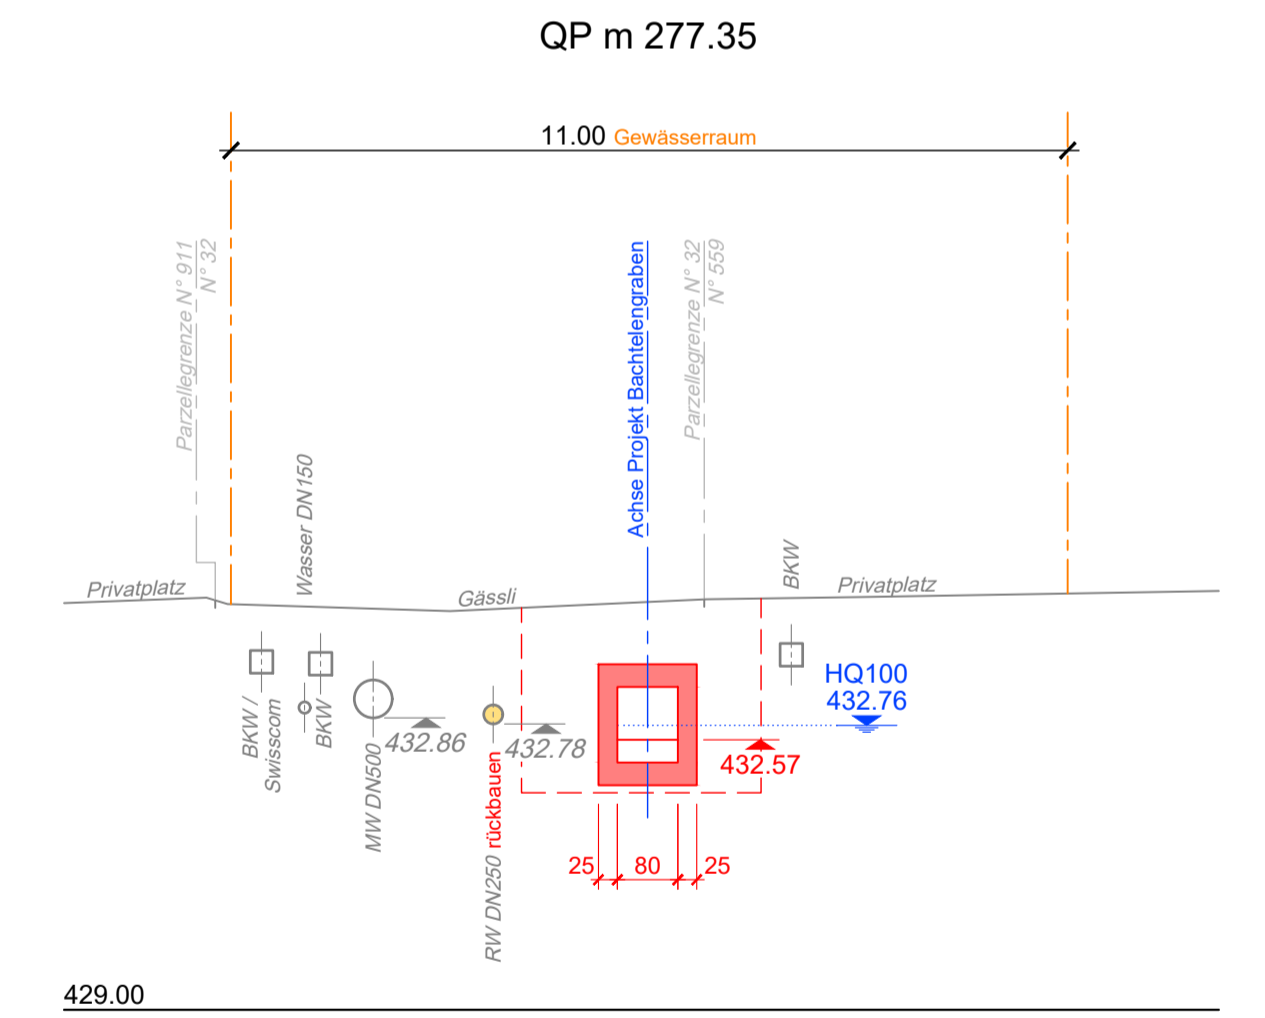 QP m 277.35
11.00 Gewässerraum
Parzellegrenze N° 911
N° 32
Achse Projekt Bachtelengraben
Parzellegrenze N° 32
N° 559
Wasser DN150
BKW
Privatplatz
Gässli
Privatplatz
BKW /
Swisscom
BKW
MW DN500
432.86
RW DN250 rückbauen
432.78
HQ100
432.76
432.57
25 80 25
429.00